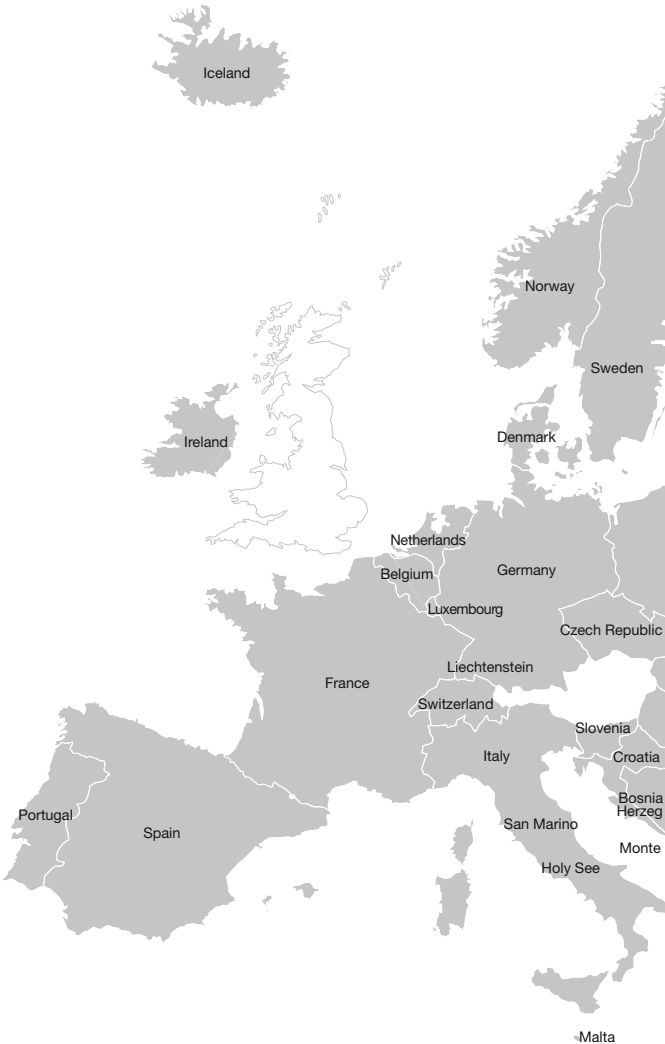 Iceland
Norway
Sweden
Denmark
Ireland
Netherlands
Germany
Belgium
Luxembourg
Czech Republic
Liechtenstein
France
Switzerland
Slovenia
Italy
Croatia
Bosnia
Herzeg
Portugal
San Marino
Spain
Monte
Holy See
Malta